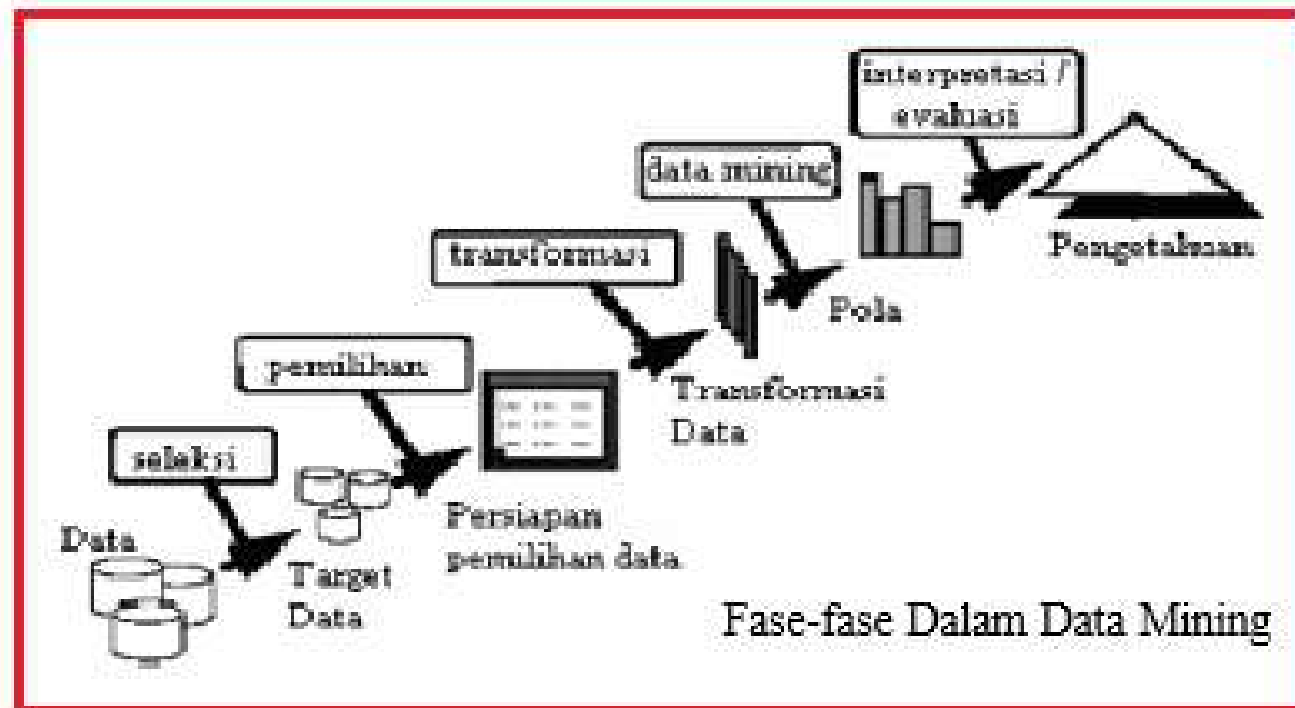 interpretasi /
evaluasi
data mining
Pengetahuan
transformasi
Pola
pemilihan
Transformasi
Data
seleksi
Persiapan
pemilihan data
Data
Target
Data
Fase-fase Dalam Data Mining